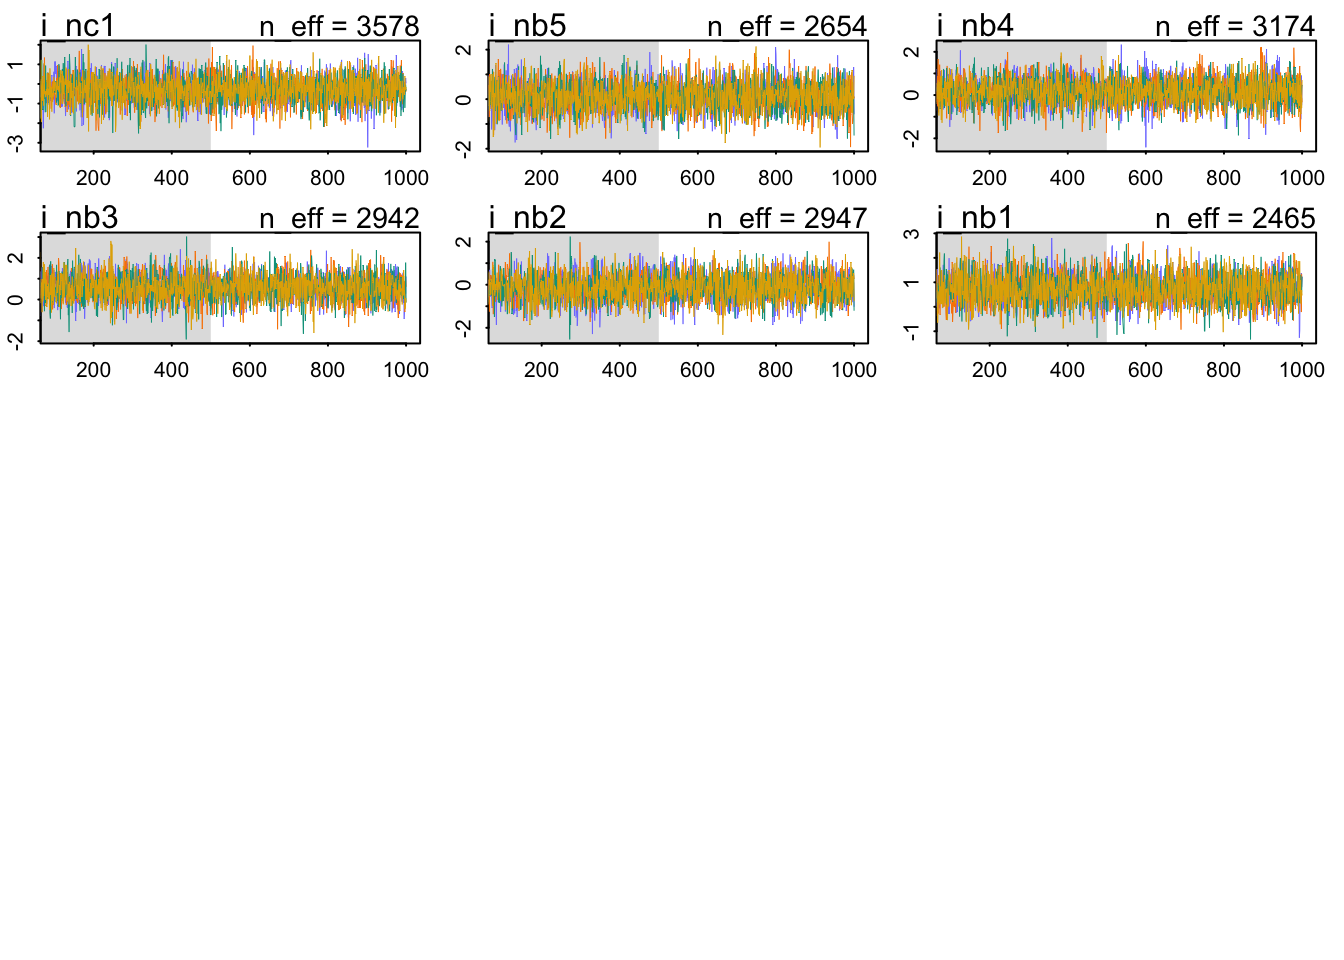 i_nc1 n_eff = 3578
1
-1
-3
200 400 600 800 1000
i_nb5 n_eff = 2654
2
0
-2
200 400 600 800 1000
i_nb4 n_eff = 3174
2
0
-2
200 400 600 800 1000
i_nb3 n_eff = 2942
2
0
-2
200 400 600 800 1000
i_nb2 n_eff = 2947
2
0
-2
200 400 600 800 1000
i_nb1 n_eff = 2465
3
1
-1
200 400 600 800 1000